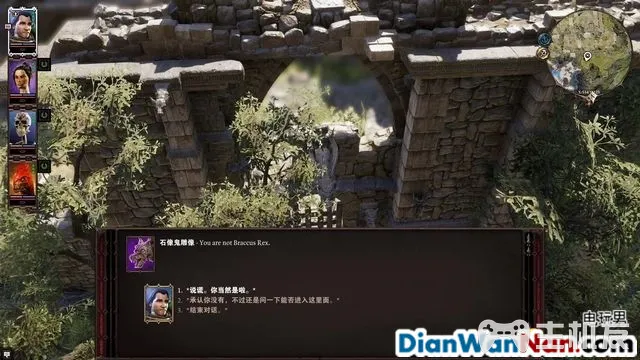 石像鬼雕像 - You are not Braccus Rex.
1. *说谎。你当然是啦。*
2. *承认你没有，不过还是问一下能否进入这里面。*
3. *结束对话。*
电玩男
DianWanNan.com